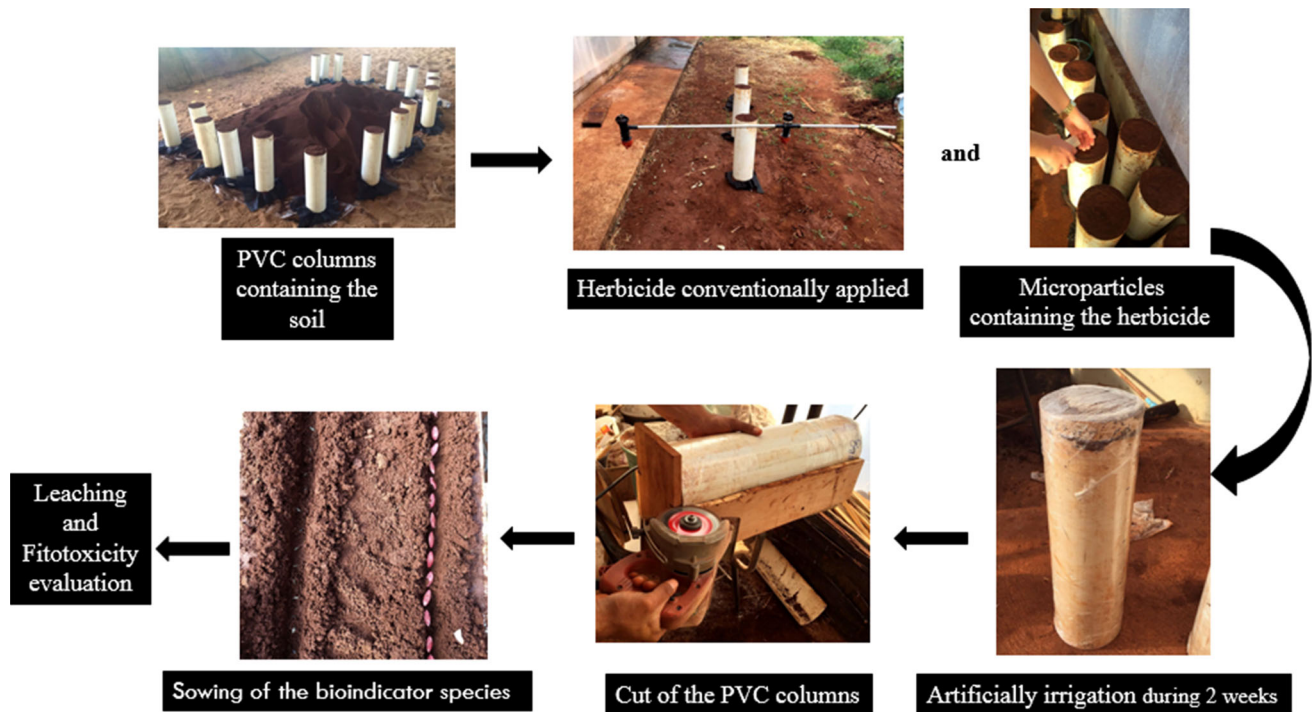 PVC columns
containing the
soil
Herbicide conventionally applied
and
Microparticles
containing the herbicide
Artificially irrigation during 2 weeks
Cut of the PVC columns
Sowing of the bioindicator species
Leaching
and
Fitotoxicity
evaluation